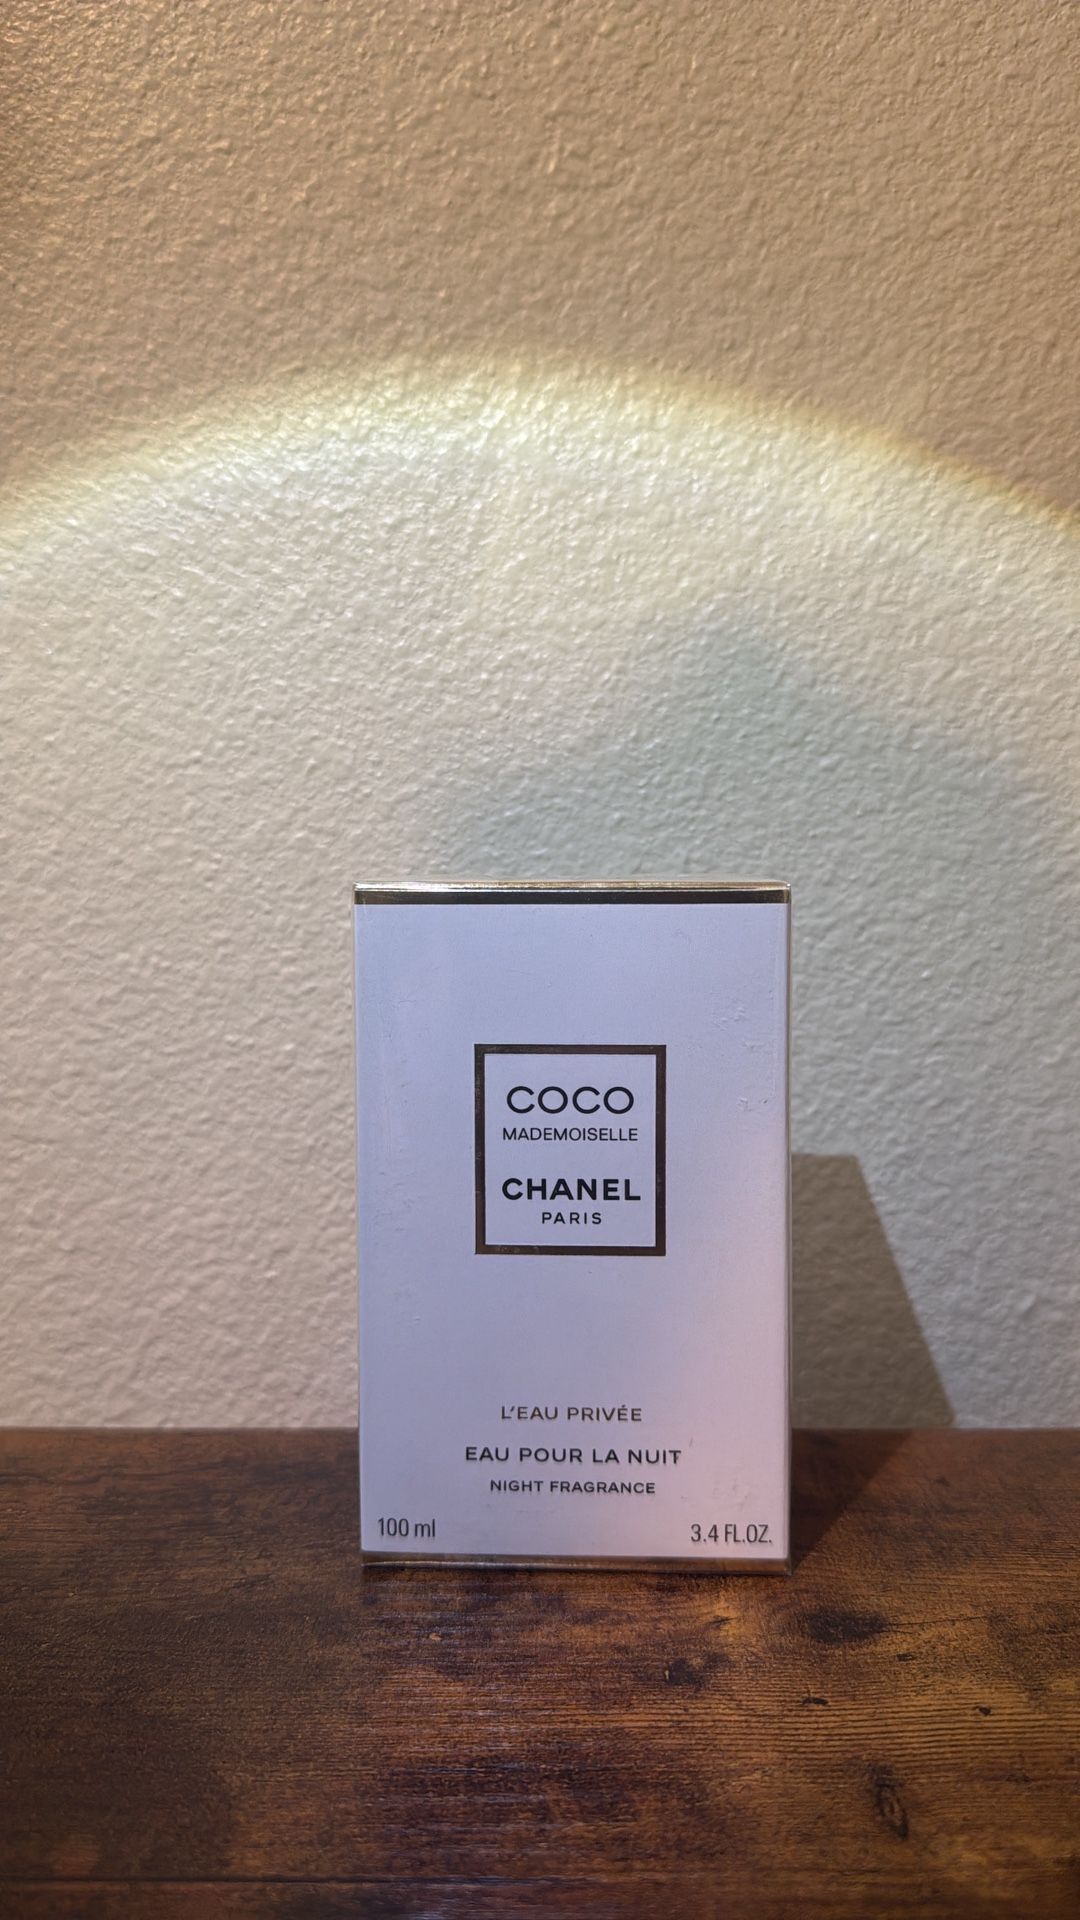 COCO
MADEMOISELLE
CHANEL
PARIS
L'EAU PRIVÉE
EAU POUR LA NUIT
NIGHT FRAGRANCE
100 ml 3.4 FL.OZ.